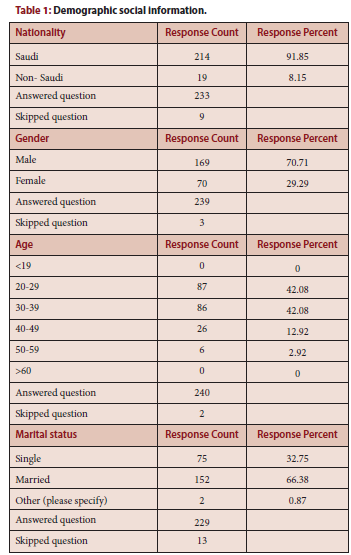 Table 1: Demographic social information.
Nationality Response Count Response Percent
Saudi 214 91.85
Non- Saudi 19 8.15
Answered question 233
Skipped question 9
Gender Response Count Response Percent
Male 169 70.71
Female 70 29.29
Answered question 239
Skipped question 3
Age Response Count Response Percent
<19 0 0
20-29 87 42.08
30-39 86 42.08
40-49 26 12.92
50-59 6 2.92
>60 0 0
Answered question 240
Skipped question 2
Marital status Response Count Response Percent
Single 75 32.75
Married 152 66.38
Other (please specify) 2 0.87
Answered question 229
Skipped question 13